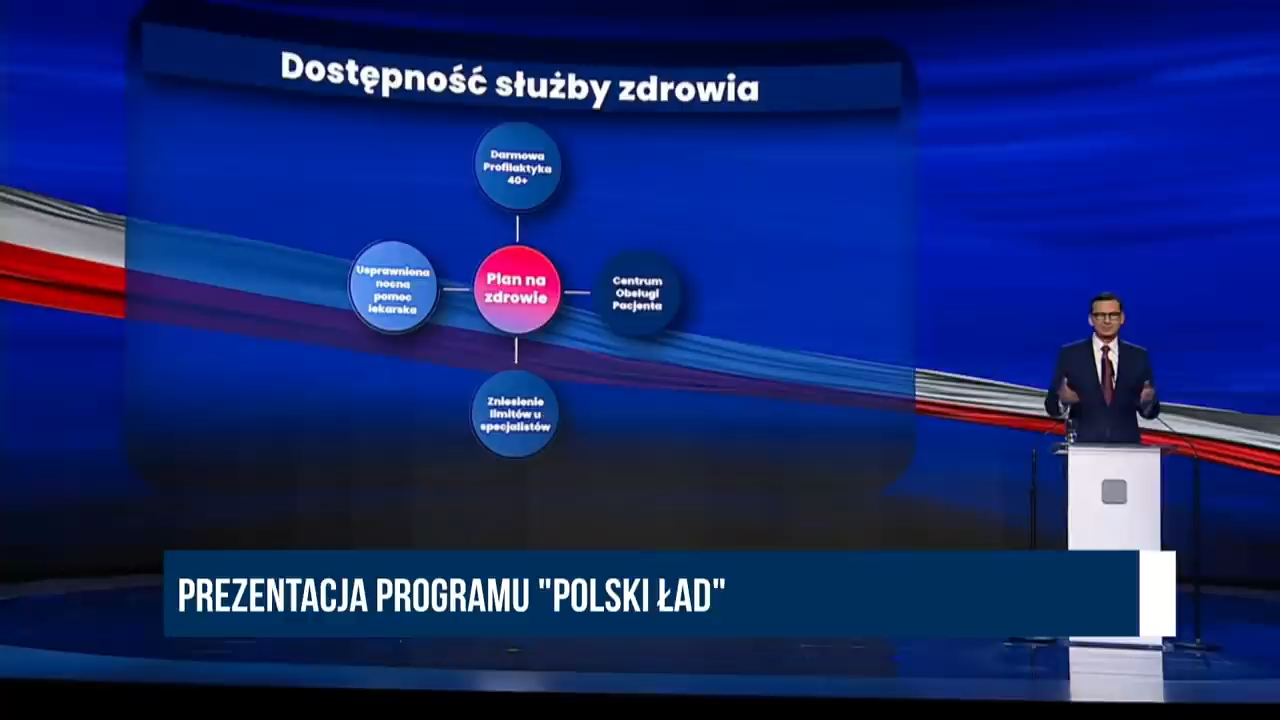 Dostępność służby zdrowia
Darmowa
Profilaktyka
40+
Usprawniona
nocna
pomoc
lekarska
Plan na
zdrowie
Centrum
Obsługi
Pacjenta
Zniesienie
limitów u
specjalistów
PREZENTACJA PROGRAMU "POLSKI ŁAD"